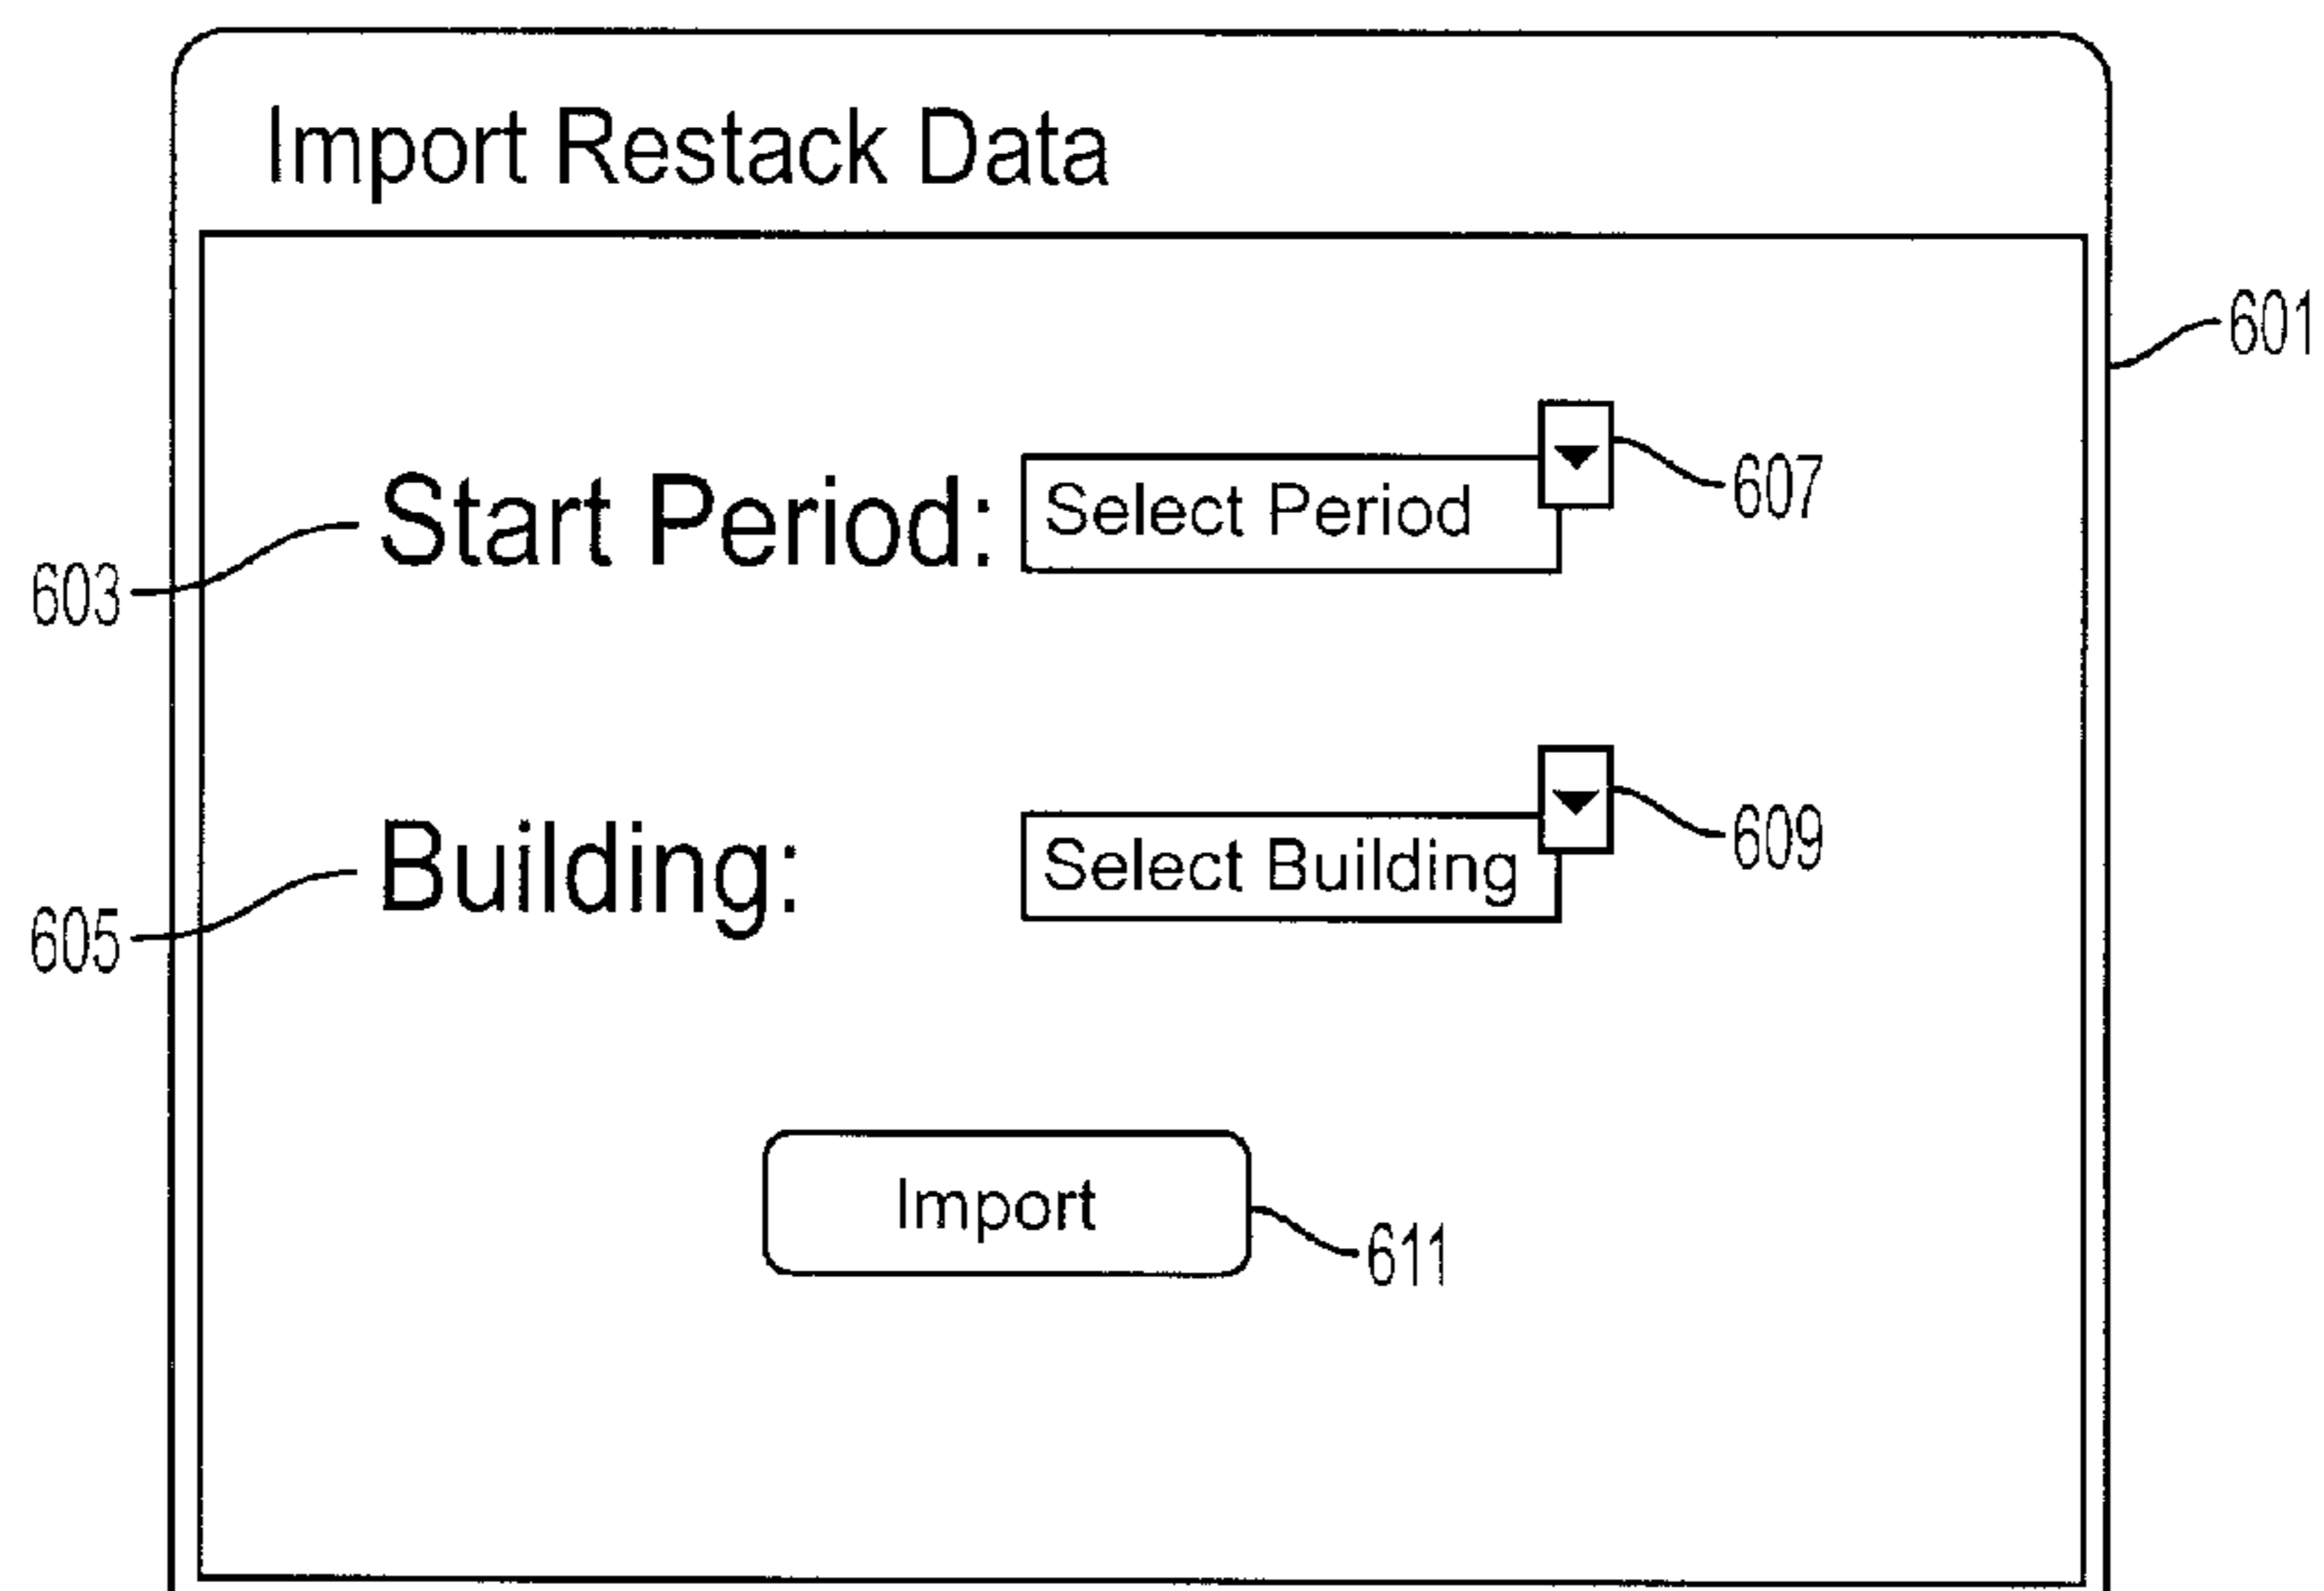 Import Restack Data
601
Start Period: Select Period 607
603
Building: Select Building 609
605
Import
611